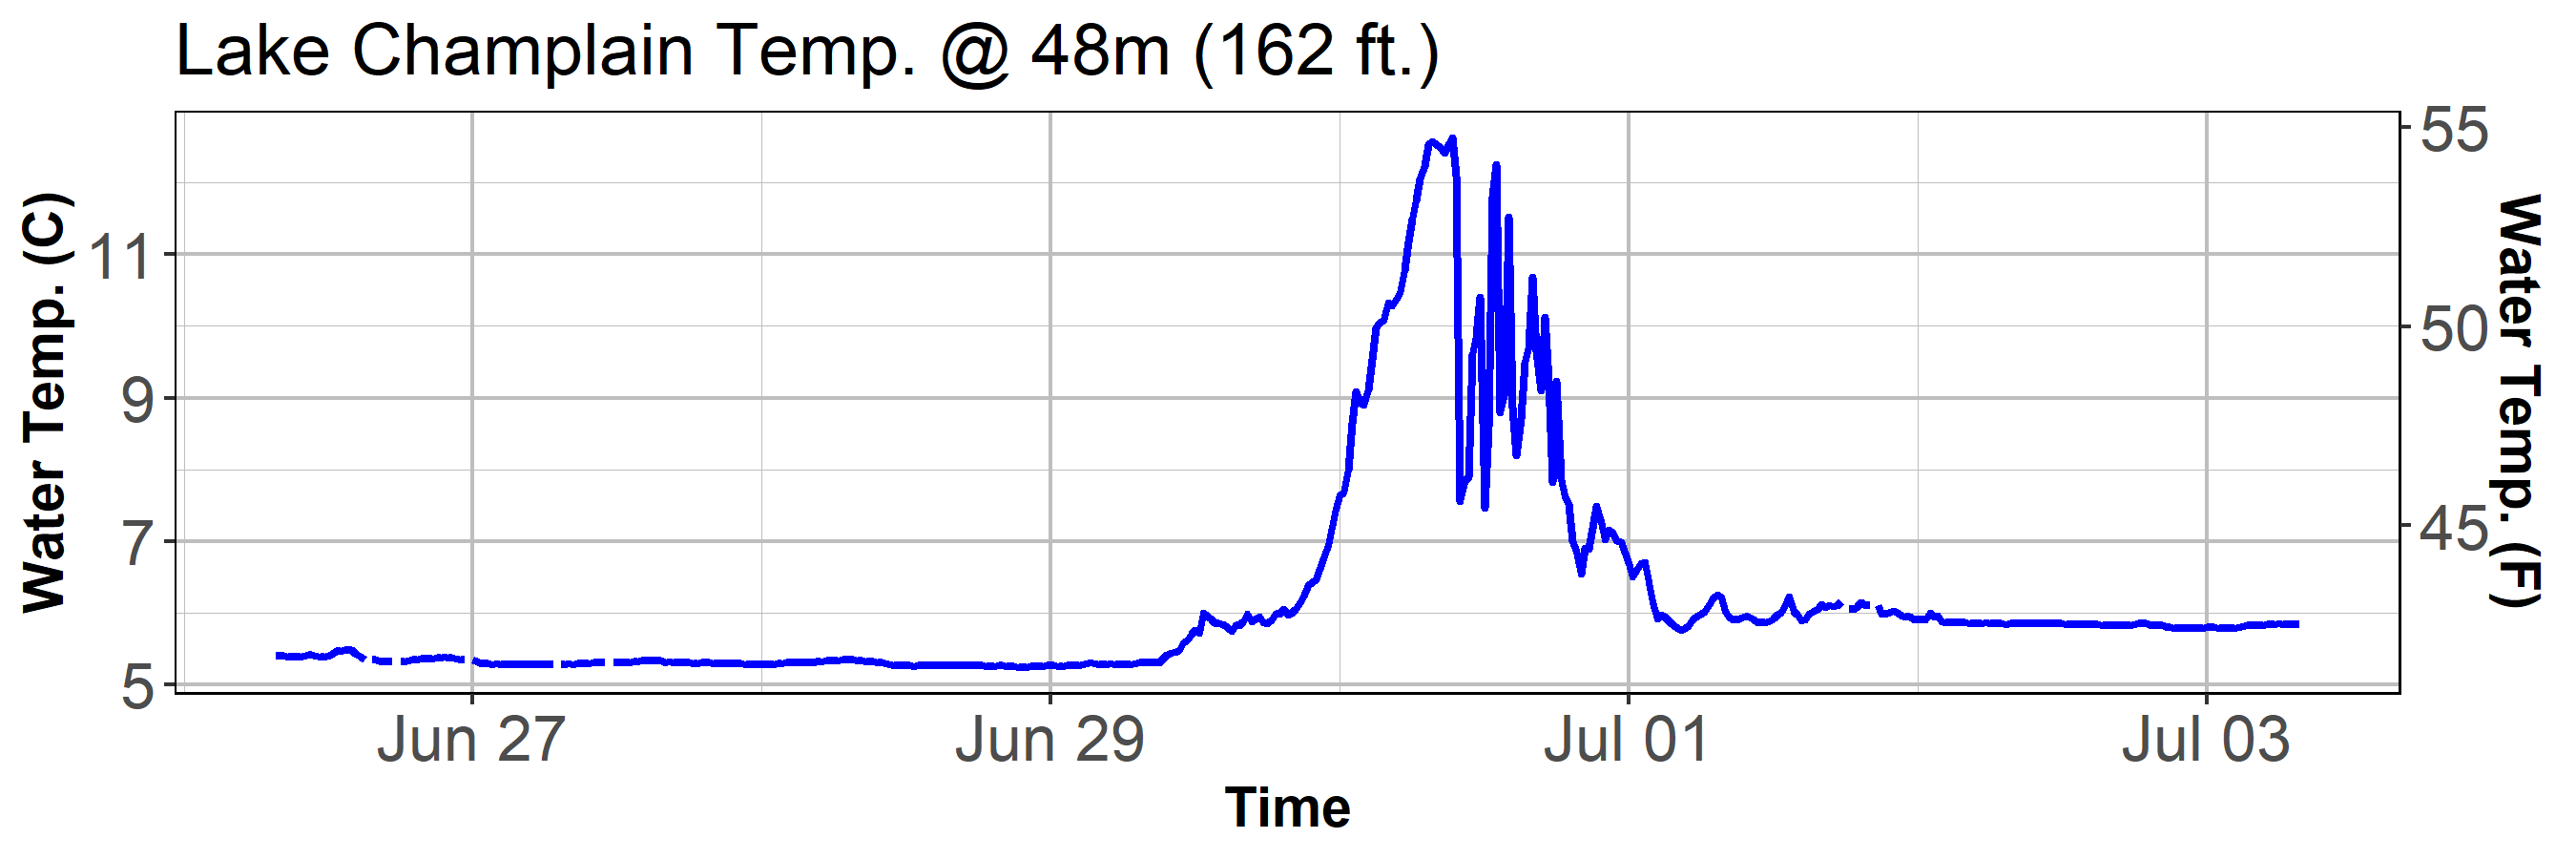 Lake Champlain Temp. @ 48m (162 ft.)
Water Temp. (C)
11
9
7
5
55
50
45
Water Temp. (F)
Jun 27
Jun 29
Jul 01
Jul 03
Time